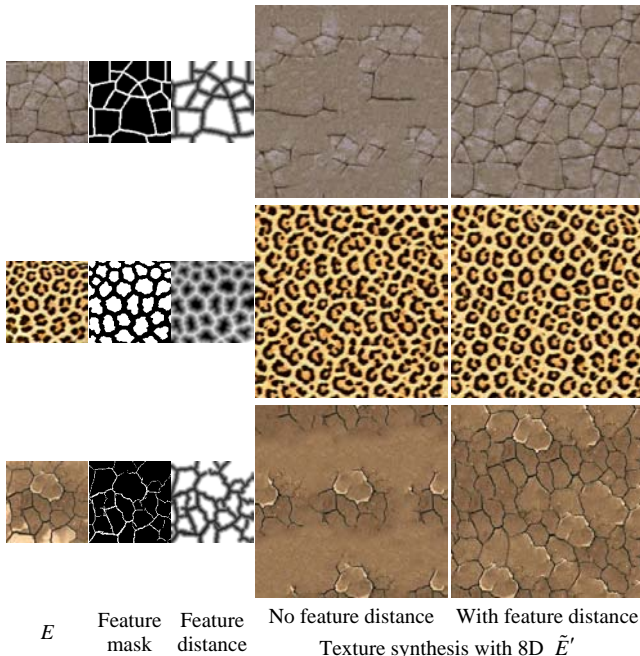 E
Feature mask
Feature distance
No feature distance
With feature distance
Texture synthesis with 8D Ẽ′